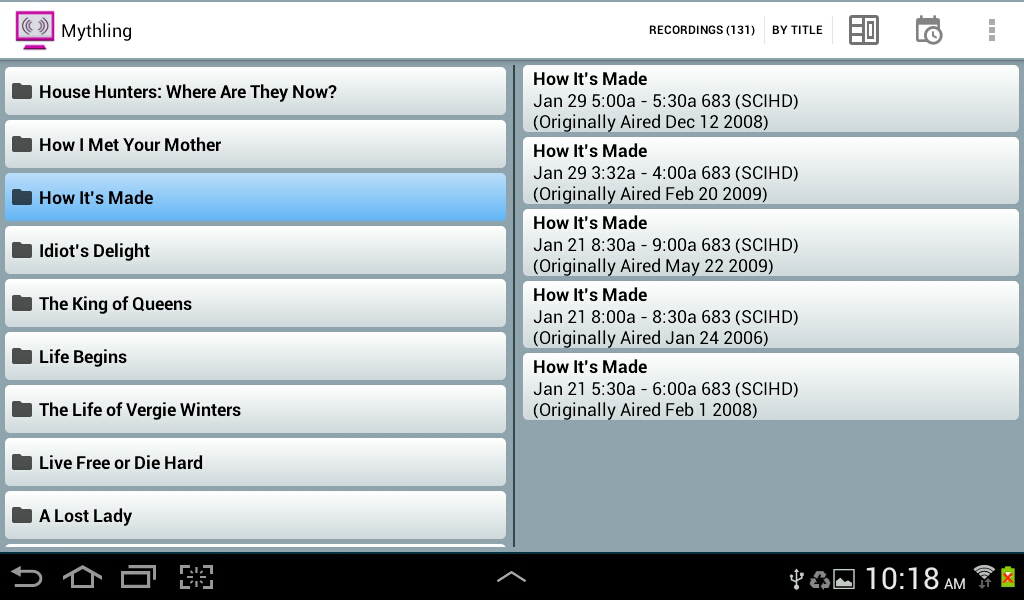 Mythling
RECORDINGS (131)
BY TITLE
House Hunters: Where Are They Now?
How I Met Your Mother
How It's Made
Idiot's Delight
The King of Queens
Life Begins
The Life of Vergie Winters
Live Free or Die Hard
A Lost Lady
How It's Made
Jan 29 5:00a - 5:30a 683 (SCIHD)
(Originally Aired Dec 12 2008)
How It's Made
Jan 29 3:32a - 4:00a 683 (SCIHD)
(Originally Aired Feb 20 2009)
How It's Made
Jan 21 8:30a - 9:00a 683 (SCIHD)
(Originally Aired May 22 2009)
How It's Made
Jan 21 8:00a - 8:30a 683 (SCIHD)
(Originally Aired Jan 24 2006)
How It's Made
Jan 21 5:30a - 6:00a 683 (SCIHD)
(Originally Aired Feb 1 2008)
10:18 AM